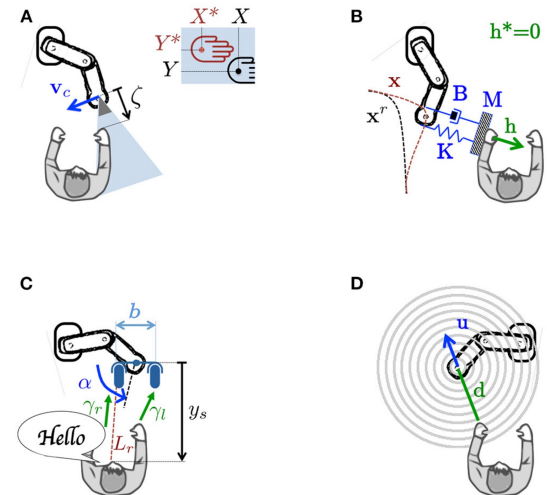 A
X* X
Y*
Y
v_c
ζ
B
h*=0
x
B
M
x^r
K
h
C
b
α
γ_r
γ_l
y_s
Hello
L_r
D
u
d